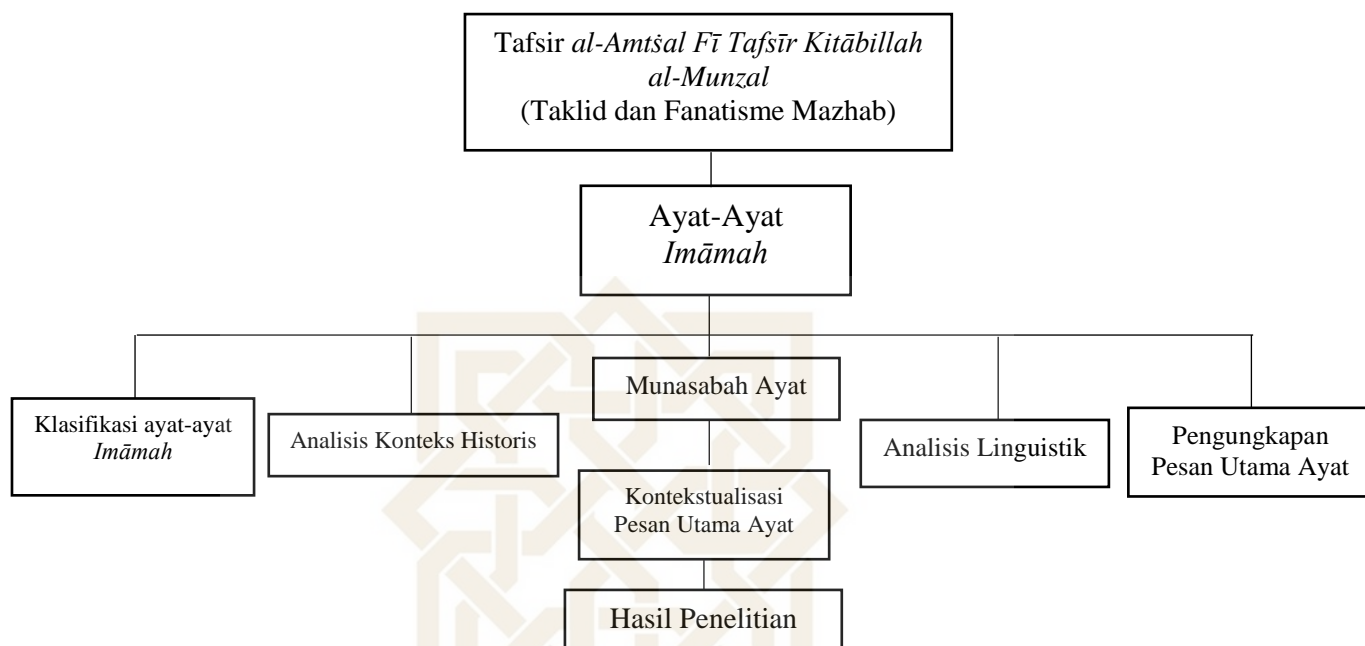 Tafsir al-Amtṡal Fī Tafsīr Kitābillah
al-Munzal
(Taklid dan Fanatisme Mazhab)
Ayat-Ayat
Imāmah
Klasifikasi ayat-ayat
Imāmah
Analisis Konteks Historis
Munasabah Ayat
Analisis Linguistik
Pengungkapan
Pesan Utama Ayat
Kontekstualisasi
Pesan Utama Ayat
Hasil Penelitian